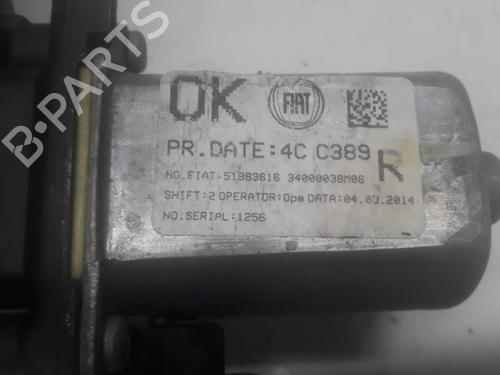 B-PARTS
OK FIAT
PR.DATE:4C C389
R
NO.FIAT:51883616 34000038M06
SHIFT:2 OPERATOR:Ope DATA:04.03.2014
NO.SERIAL:1256